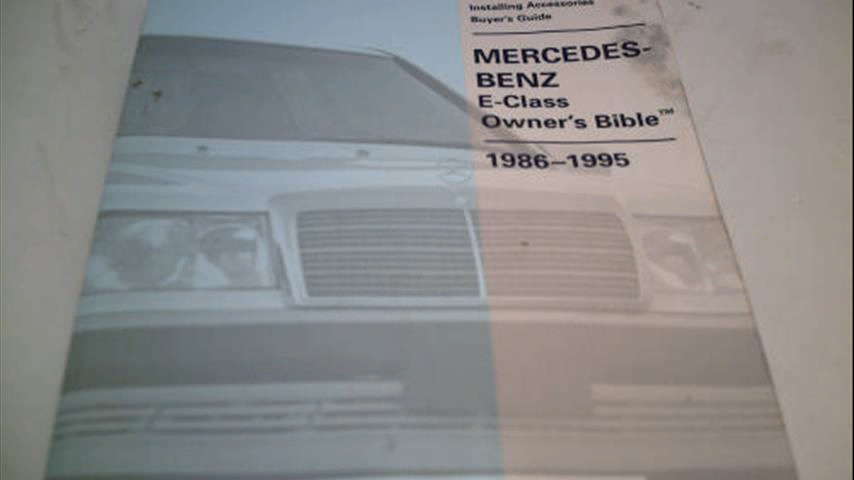 Installing Accessories
Buyer's Guide
MERCEDES-
BENZ
E-Class
Owner's Bible™
1986–1995